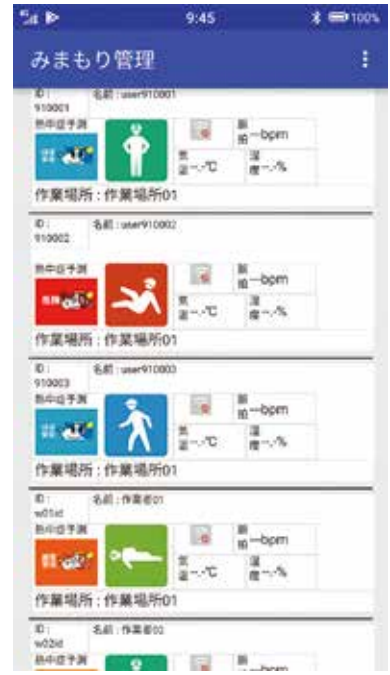 9:45 100%
みまもり管理
ID: 名前:user910001
910001
熱中症予測
脈拍 --bpm
気温 --.-℃ 湿度 --.-%
作業場所:作業場所01
ID: 名前:user910002
910002
熱中症予測
脈拍 --bpm
危険
気温 --.-℃ 湿度 --.-%
作業場所:作業場所01
ID: 名前:user910003
910003
熱中症予測
脈拍 --bpm
気温 --.-℃ 湿度 --.-%
作業場所:作業場所01
ID: 名前:作業者01
w01id
熱中症予測
脈拍 --bpm
気温 --.-℃ 湿度 --.-%
作業場所:作業場所01
ID: 名前:作業者02
w02id
熱中症予測
脈 --bpm